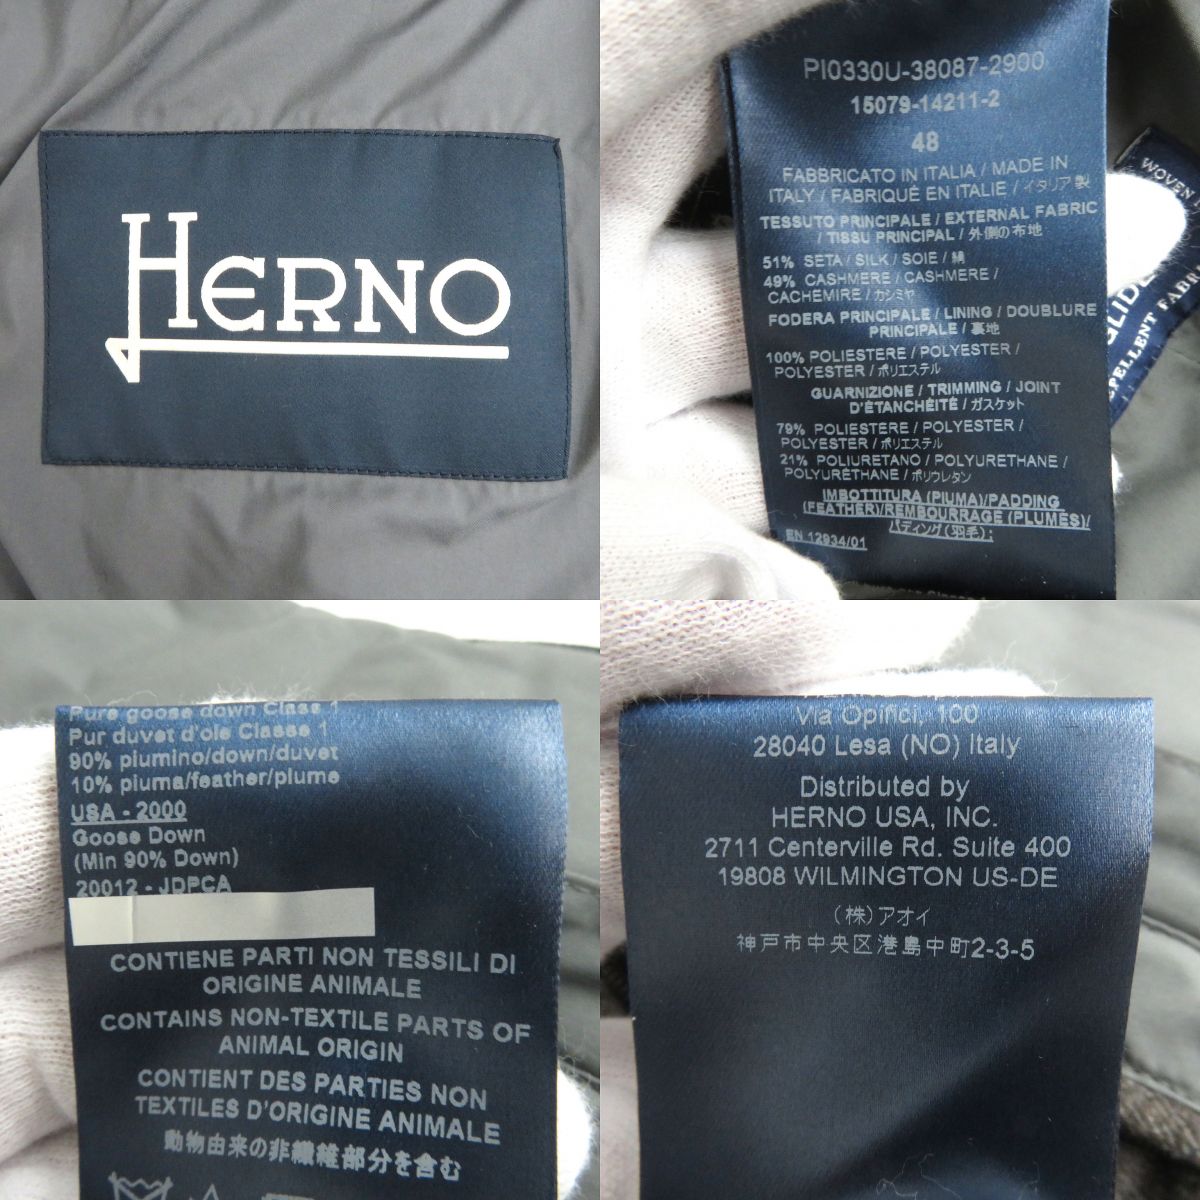 HERNO
PI0330U-38087-2900
15079-14211-2
48
FABBRICATO IN ITALIA / MADE IN
ITALY / FABRIQUÉ EN ITALIE / イタリア製
TESSUTO PRINCIPALE / EXTERNAL FABRIC
/ TISSU PRINCIPAL / 外側の布地
51% SETA / SILK / SOIE / 絹
49% CASHMERE / CASHMERE /
CACHEMIRE / カシミヤ
FODERA PRINCIPALE / LINING / DOUBLURE
PRINCIPALE / 裏地
100% POLIESTERE / POLYESTER /
POLYESTER / ポリエステル
GUARNIZIONE / TRIMMING / JOINT
D'ÉTANCHÉITÉ / ガスケット
79% POLIESTERE / POLYESTER /
POLYESTER / ポリエステル
21% POLIURETANO / POLYURETHANE /
POLYURÉTHANE / ポリウレタン
IMBOTTITURA (PIUMA)/PADDING
(FEATHER)/REMBOURRAGE (PLUMES)/
パディング(羽毛):
EN 12934/01
WOVEN
FABR
Pure goose down Class 1
Pur duvet d'oie Classe 1
90% piumino/down/duvet
10% piuma/feather/plume
USA - 2000
Goose Down
(Min 90% Down)
20012 - JDPCA
CONTIENE PARTI NON TESSILI DI
ORIGINE ANIMALE
CONTAINS NON-TEXTILE PARTS OF
ANIMAL ORIGIN
CONTIENT DES PARTIES NON
TEXTILES D'ORIGINE ANIMALE
動物由来の非繊維部分を含む
Via Opifici, 100
28040 Lesa (NO) Italy
Distributed by
HERNO USA, INC.
2711 Centerville Rd. Suite 400
19808 WILMINGTON US-DE
(株)アオイ
神戸市中央区港島中町2-3-5